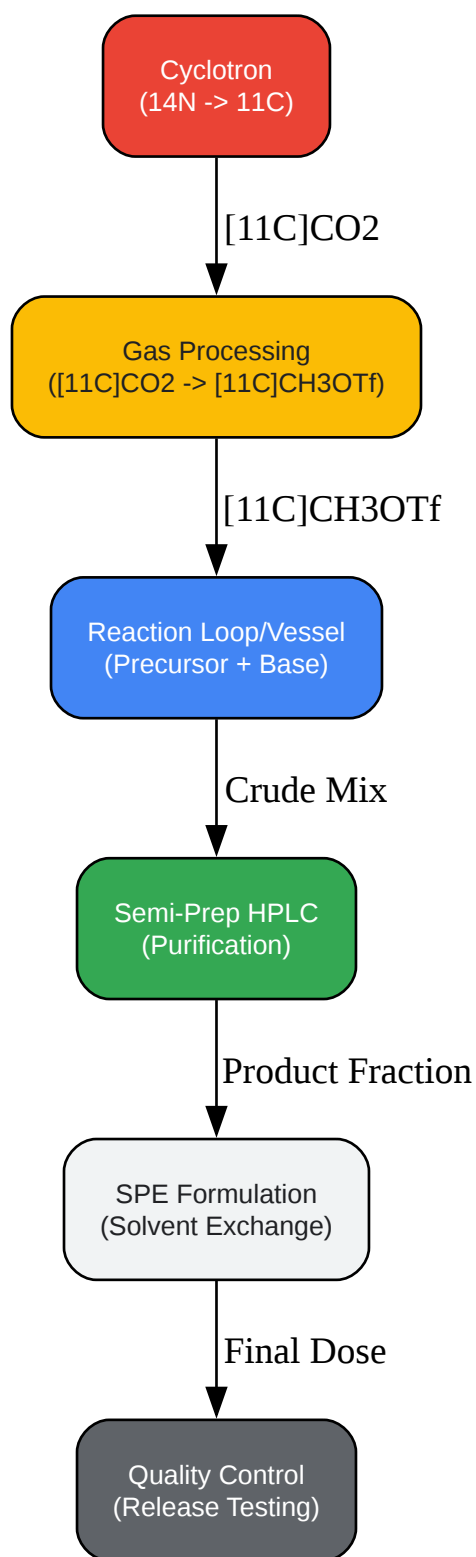 Cyclotron
(14N -> 11C)
[11C]CO2
Gas Processing
([11C]CO2 -> [11C]CH3OTf)
[11C]CH3OTf
Reaction Loop/Vessel
(Precursor + Base)
Crude Mix
Semi-Prep HPLC
(Purification)
Product Fraction
SPE Formulation
(Solvent Exchange)
Final Dose
Quality Control
(Release Testing)